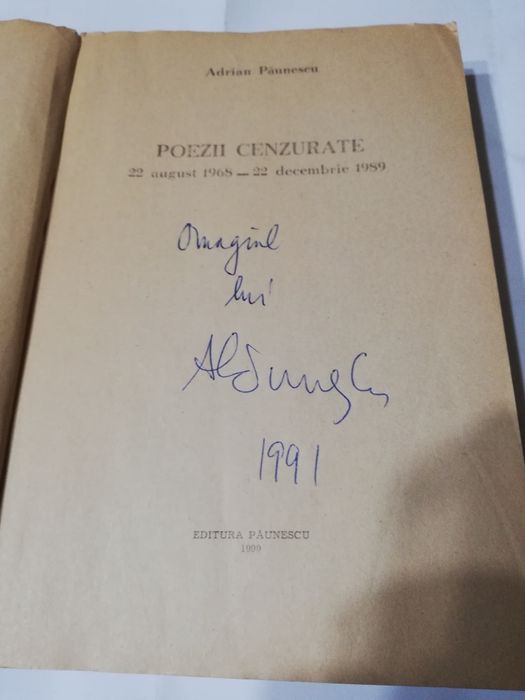 Adrian Păunescu
POEZII CENZURATE
22 august 1968 — 22 decembrie 1989
Omagiul
lui
1991
EDITURA PĂUNESCU
1990